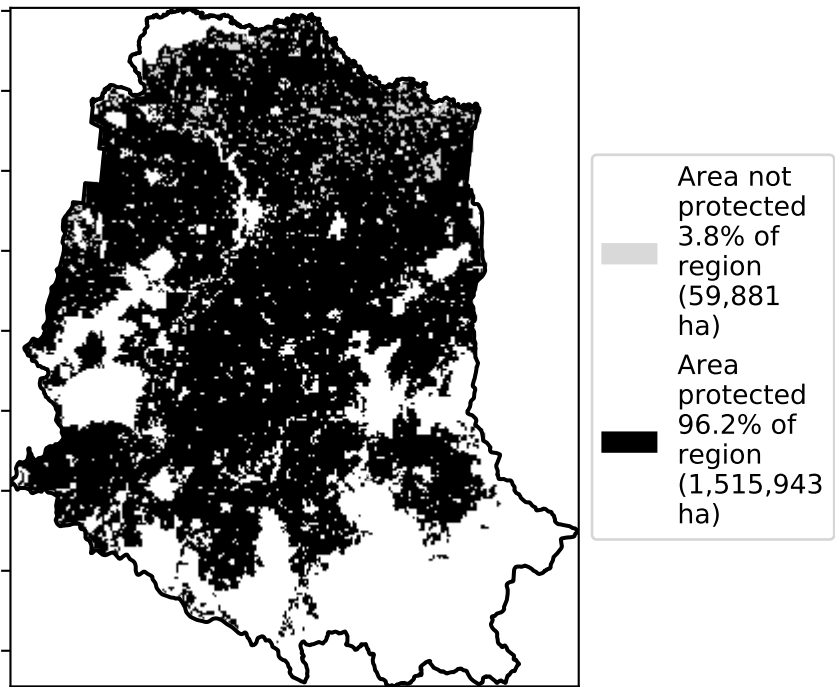 Area not
protected
3.8% of
region
(59,881
ha)
Area
protected
96.2% of
region
(1,515,943
ha)